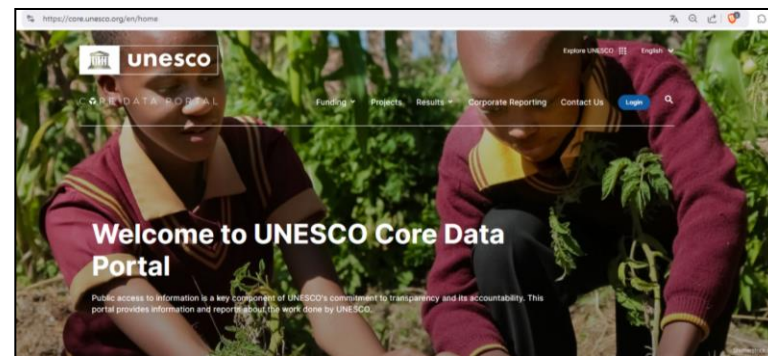 https://core.unesco.org/en/home
unesco
Explore UNESCO
English
CORE DATA PORTAL
Funding
Projects
Results
Corporate Reporting
Contact Us
Login
Welcome to UNESCO Core Data
Portal
Public access to information is a key component of UNESCO's commitment to transparency and its accountability. This
portal provides information and reports about the work done by UNESCO.